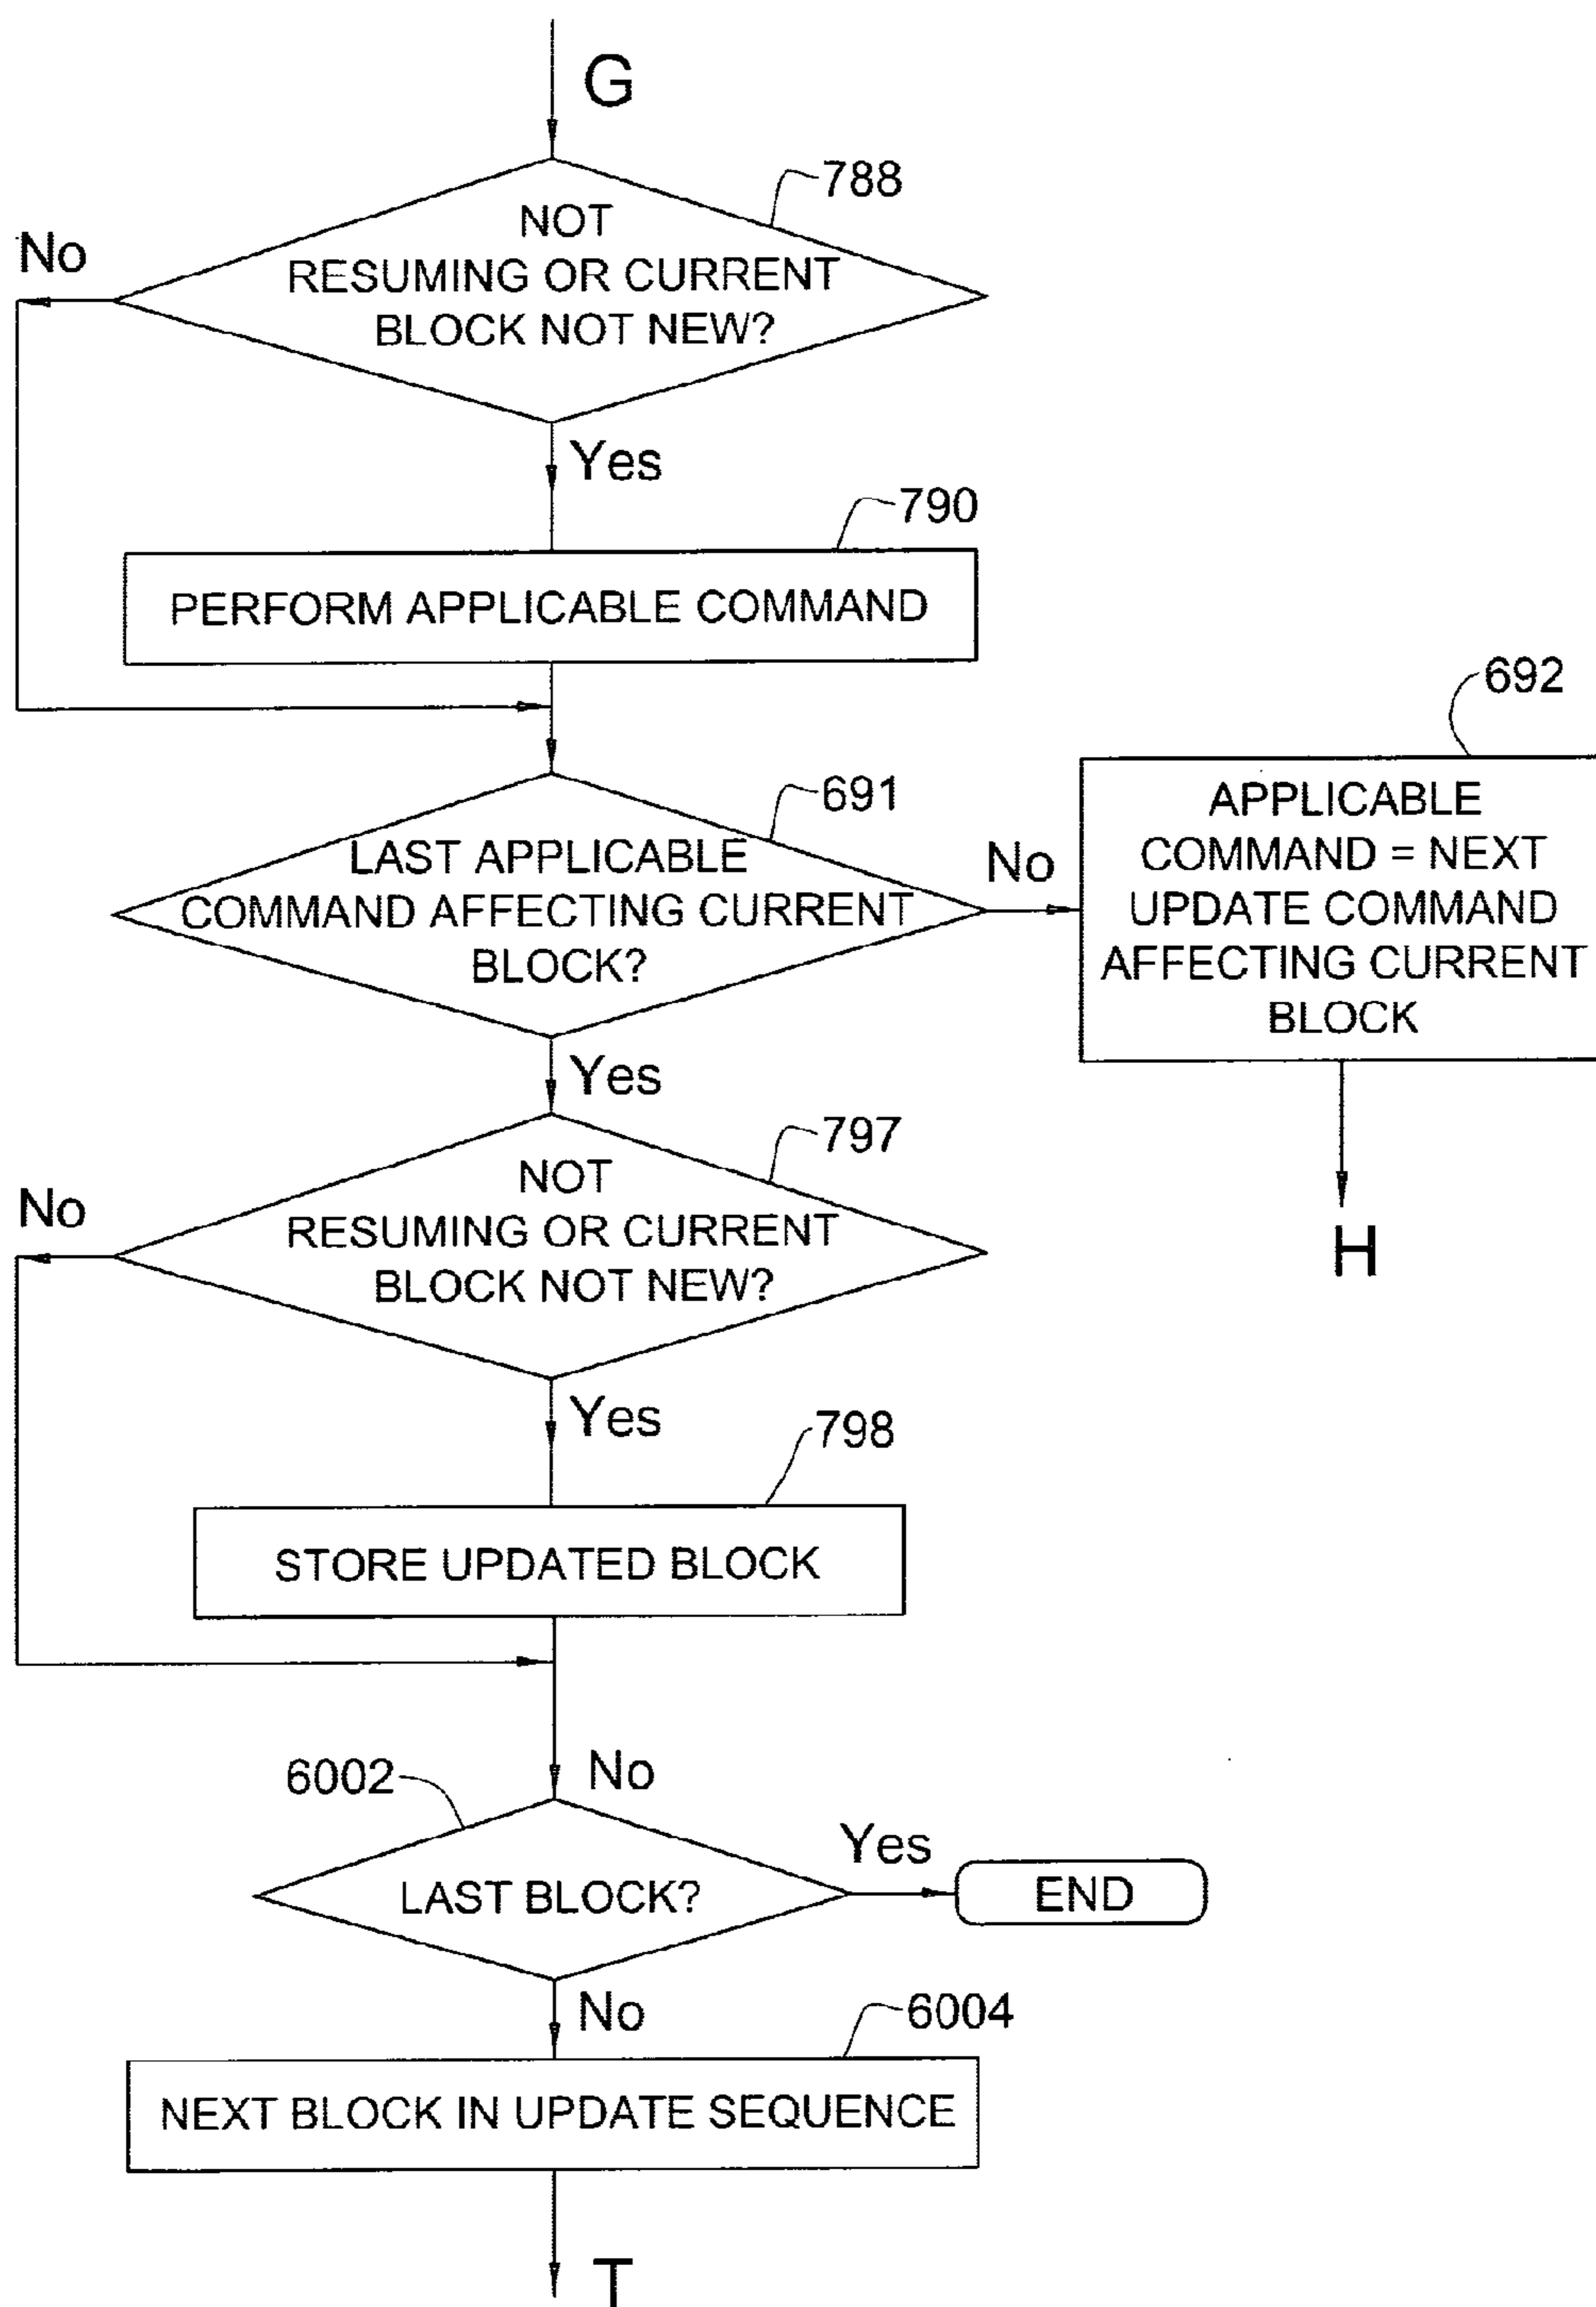 G
788
NOT
RESUMING OR CURRENT
BLOCK NOT NEW?
No
Yes
790
PERFORM APPLICABLE COMMAND
691
LAST APPLICABLE
COMMAND AFFECTING CURRENT
BLOCK?
No
692
APPLICABLE
COMMAND = NEXT
UPDATE COMMAND
AFFECTING CURRENT
BLOCK
H
Yes
797
NOT
RESUMING OR CURRENT
BLOCK NOT NEW?
No
Yes
798
STORE UPDATED BLOCK
No
6002
LAST BLOCK?
Yes
END
No
6004
NEXT BLOCK IN UPDATE SEQUENCE
T